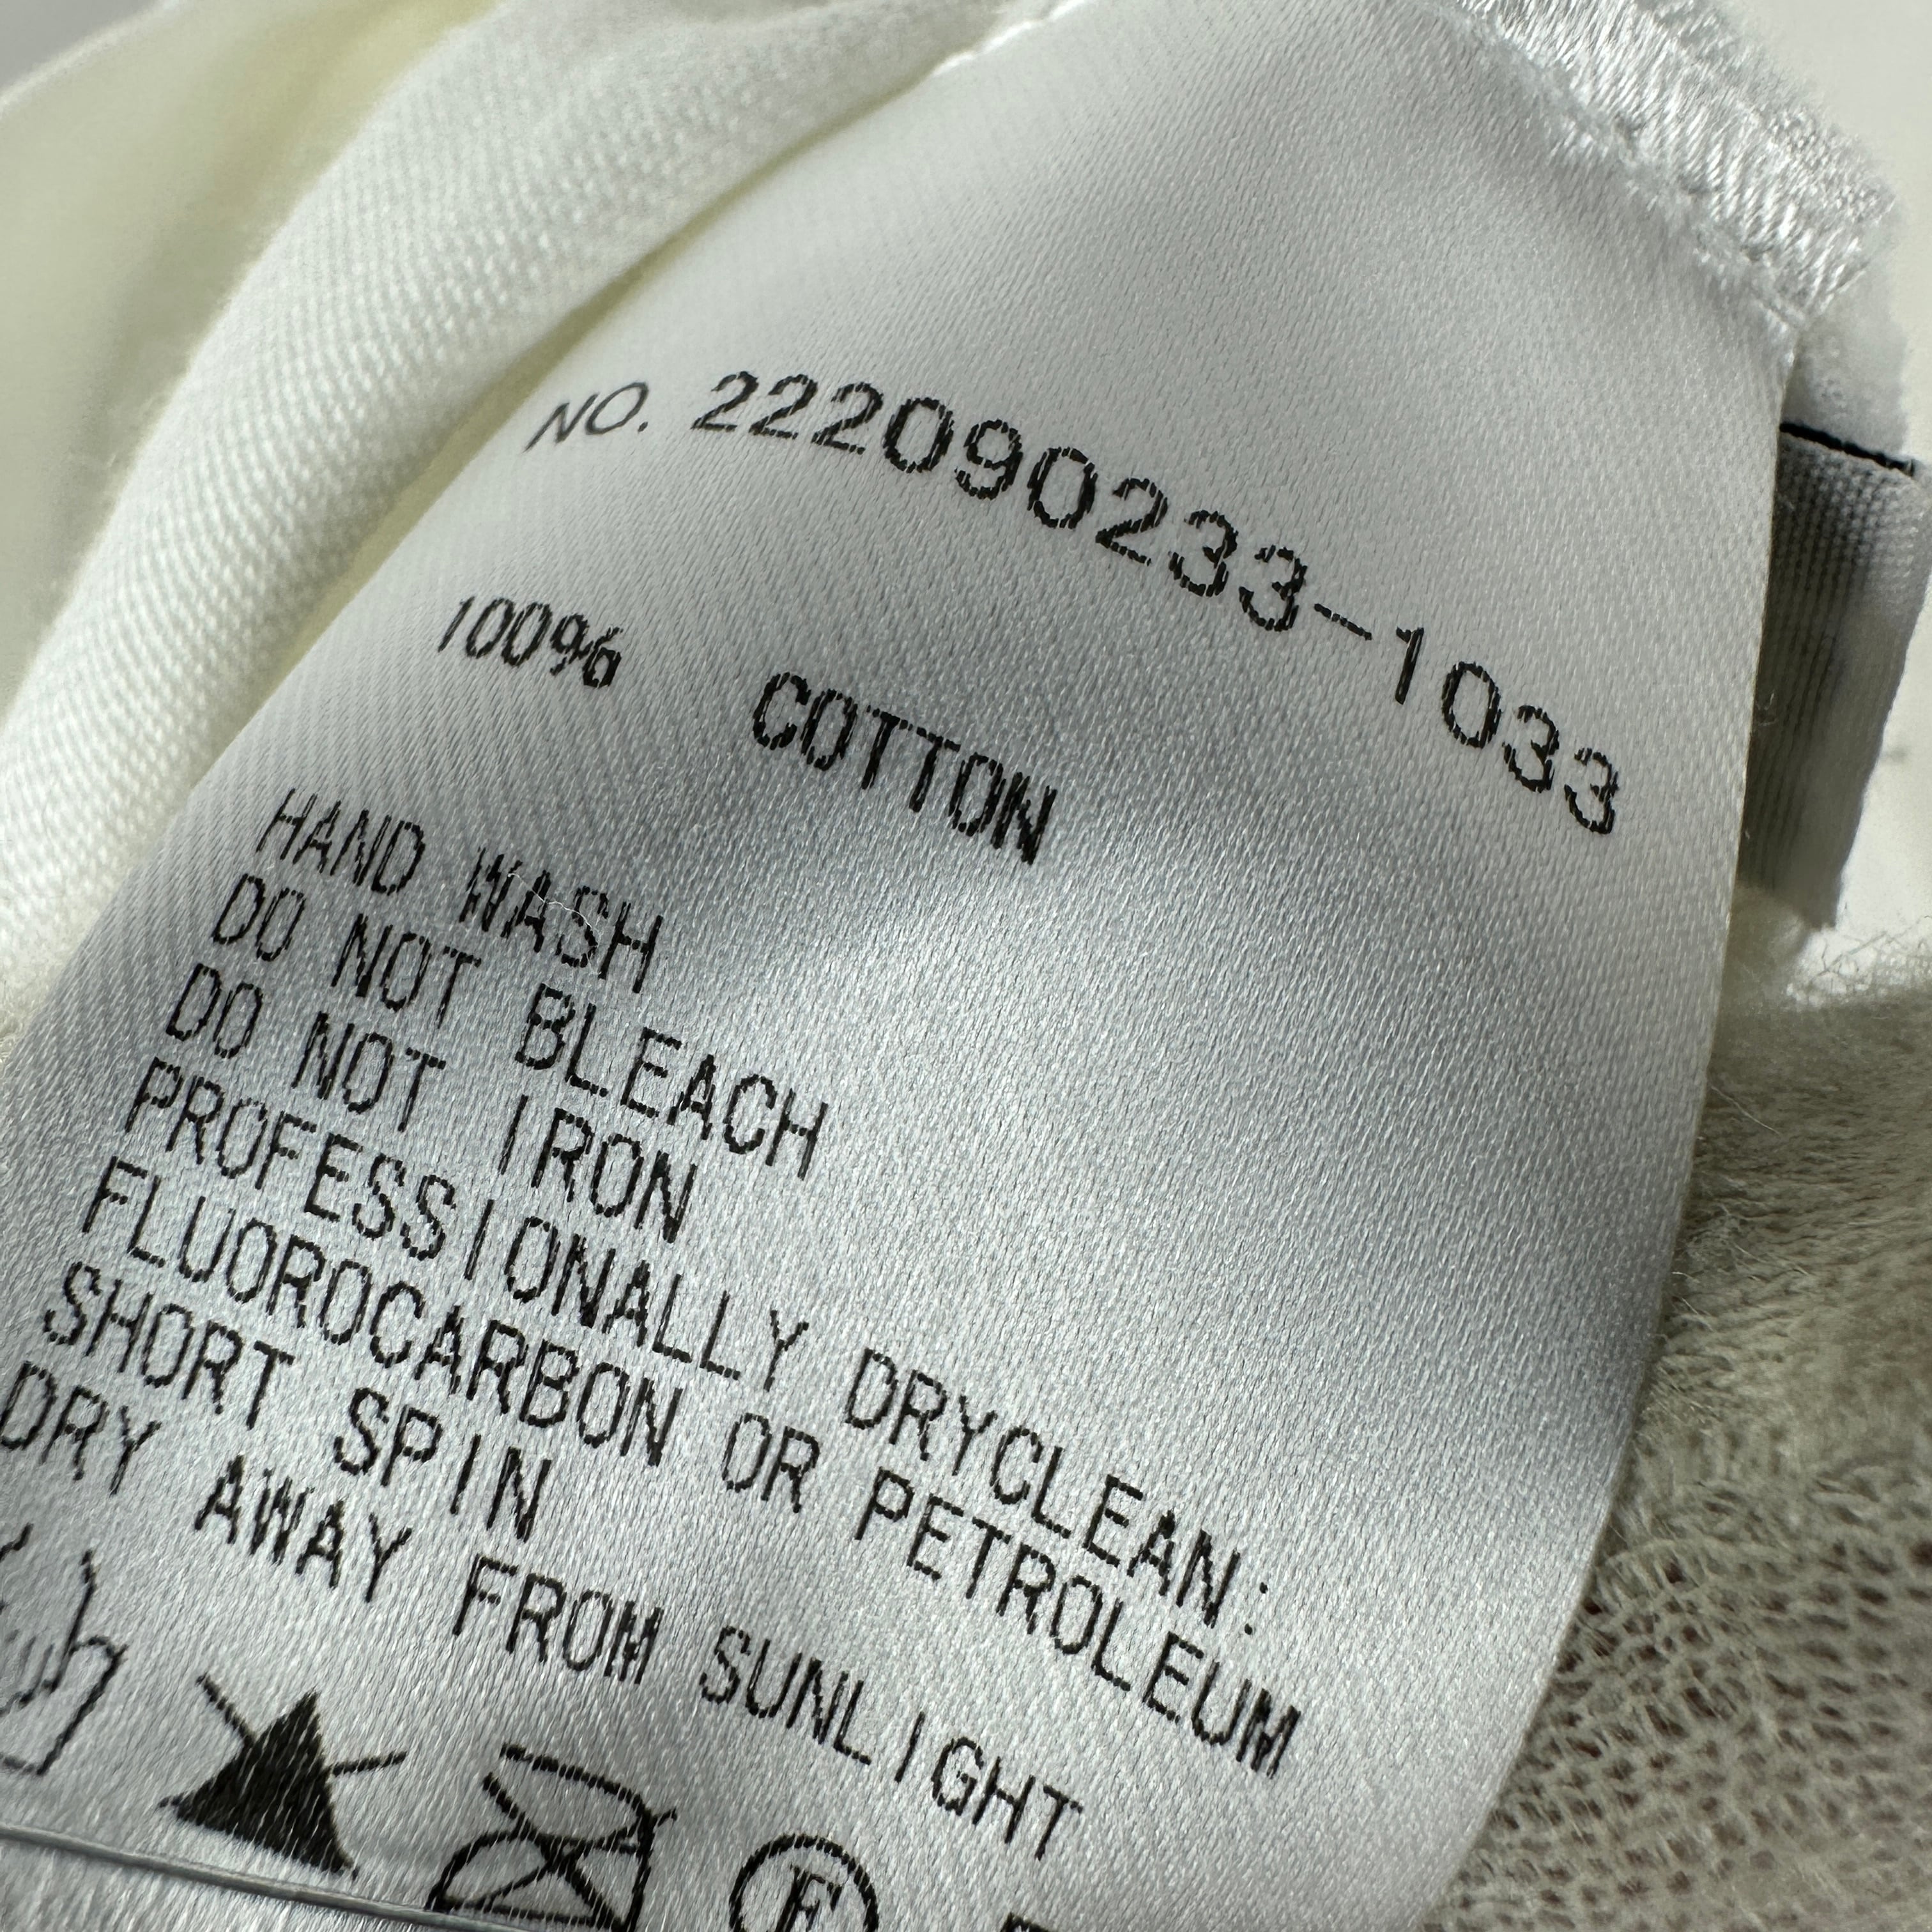 NO. 222090233-1033
100% COTTON
HAND WASH
DO NOT BLEACH
DO NOT IRON
PROFESSIONALLY DRYCLEAN:
FLUOROCARBON OR PETROLEUM
SHORT SPIN
DRY AWAY FROM SUNLIGHT
F